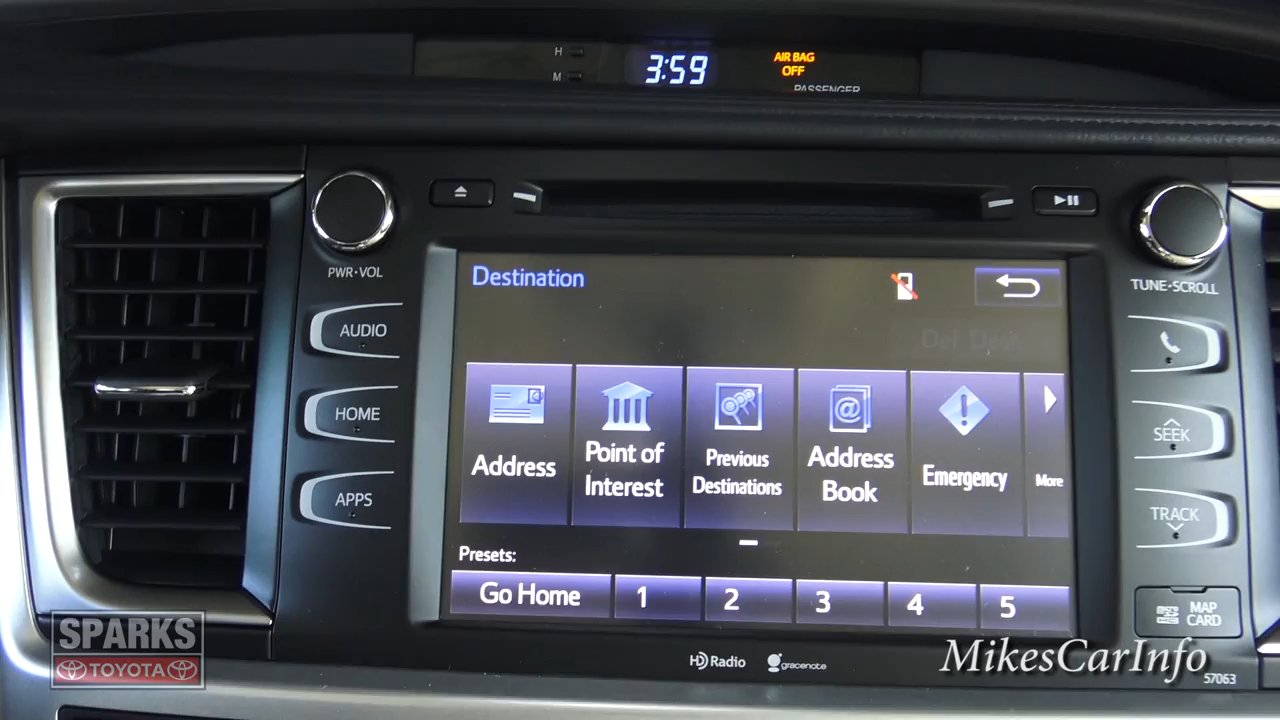 H
M
3:59
AIR BAG
OFF
PASSENGER
PWR•VOL
TUNE•SCROLL
AUDIO
HOME
APPS
SEEK
TRACK
MAP
CARD
Destination
Del. Dest.
Address
Point of
Interest
Previous
Destinations
Address
Book
Emergency
More
Presets:
Go Home
1
2
3
4
5
HD Radio
gracenote
57063
SPARKS
TOYOTA
MikesCarInfo